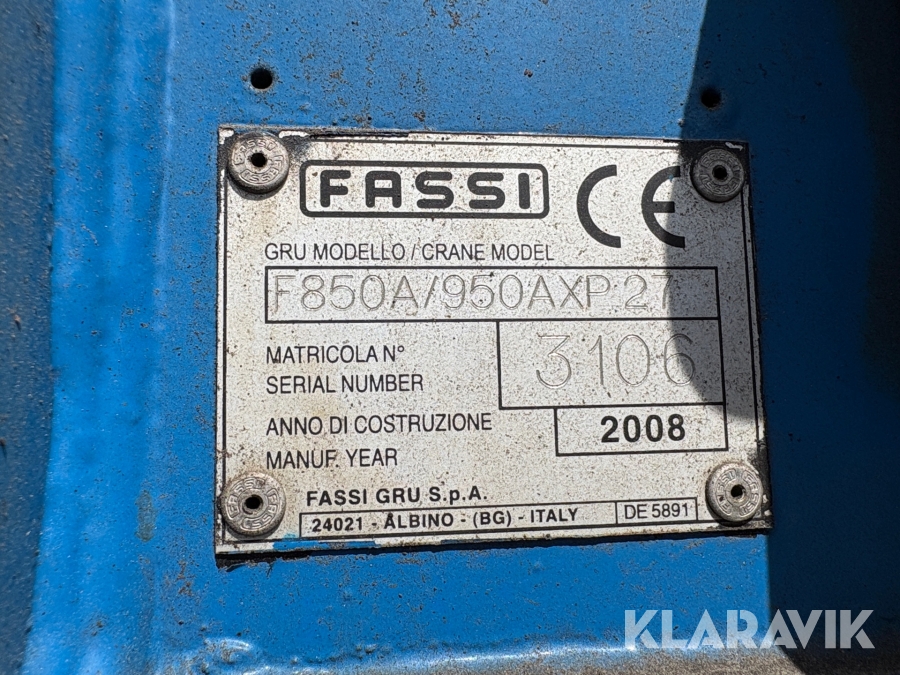 FASSI CE
GRU MODELLO / CRANE MODEL
F850A/950AXP 27
MATRICOLA N°
SERIAL NUMBER
3106
ANNO DI COSTRUZIONE
MANUF. YEAR
2008
FASSI GRU S.p.A.
24021 - ALBINO - (BG) - ITALY
DE 5891
KLARAVIK